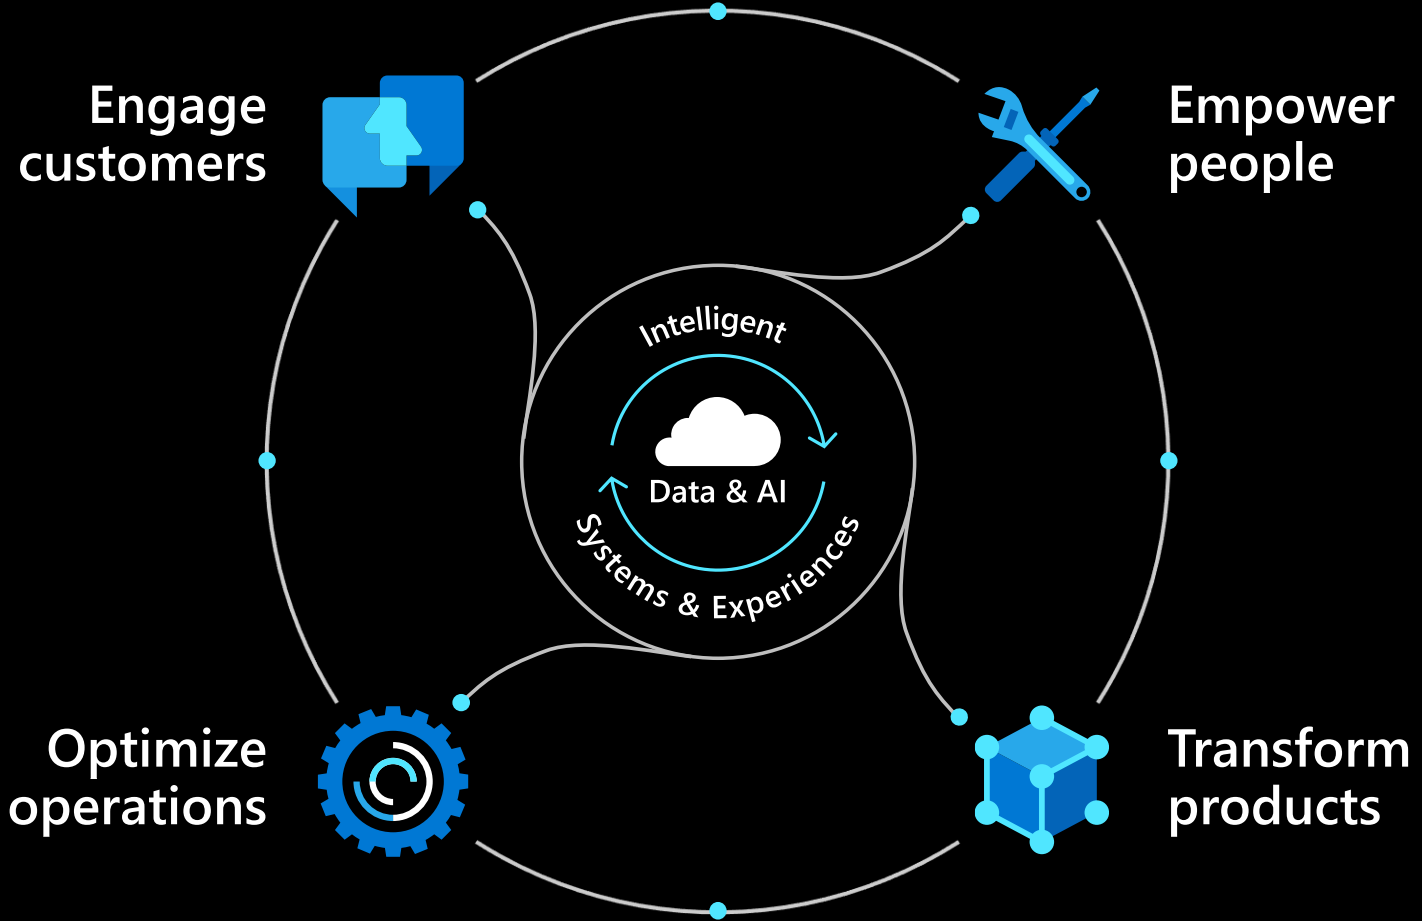 Engage
customers
Empower
people
Intelligent
Data & AI
Systems & Experiences
Optimize
operations
Transform
products